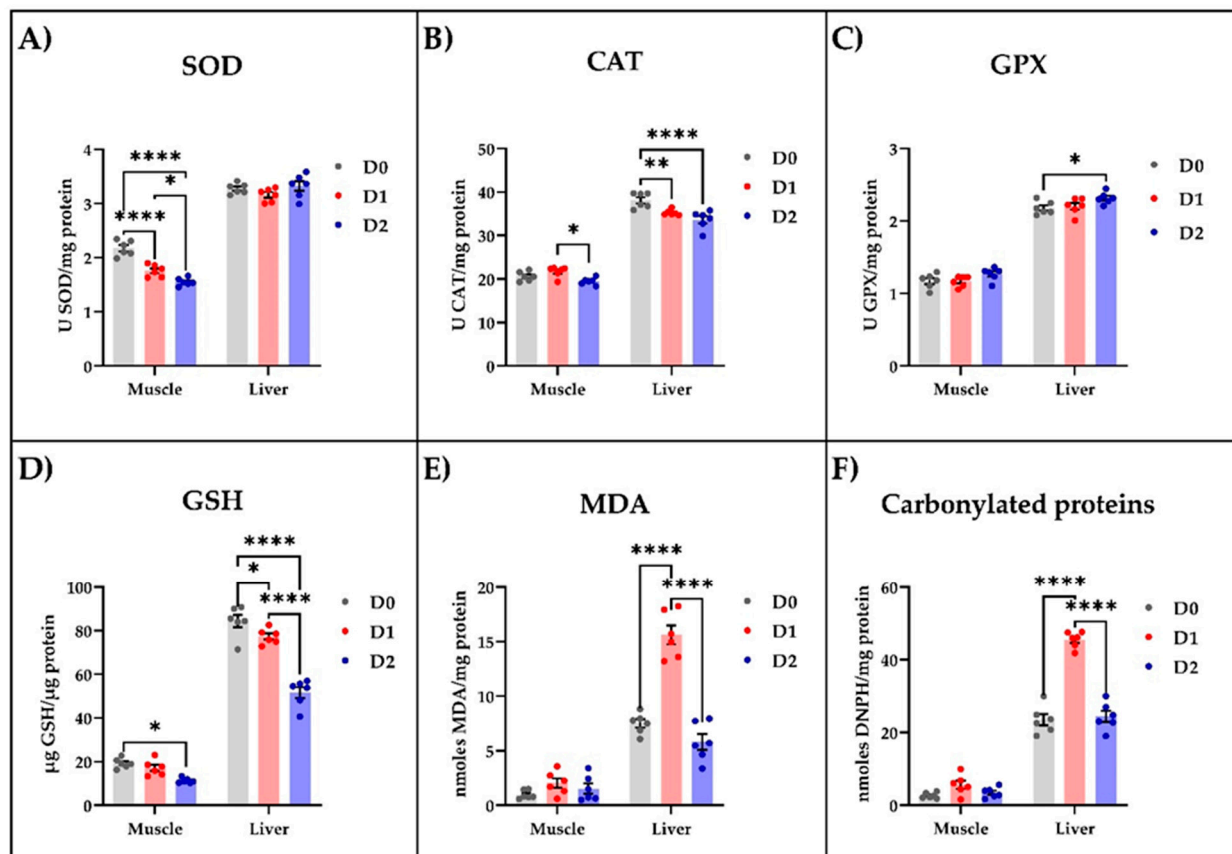 A)
SOD
U SOD/mg protein
4
3
2
1
0
****
*
****
Muscle
Liver
D0
D1
D2
B)
CAT
U CAT/mg protein
50
40
30
20
10
0
*
****
**
Muscle
Liver
D0
D1
D2
C)
GPX
U GPX/mg protein
3
2
1
0
*
Muscle
Liver
D0
D1
D2
D)
GSH
µg GSH/µg protein
100
80
60
40
20
0
*
****
*
****
Muscle
Liver
D0
D1
D2
E)
MDA
nmoles MDA/mg protein
20
15
10
5
0
****
****
Muscle
Liver
D0
D1
D2
F)
Carbonylated proteins
nmoles DNPH/mg protein
60
40
20
0
****
****
Muscle
Liver
D0
D1
D2